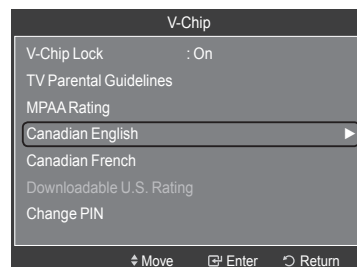 V-Chip
V-Chip Lock : On
TV Parental Guidelines
MPAA Rating
Canadian English
Canadian French
Downloadable U.S. Rating
Change PIN
Move Enter Return